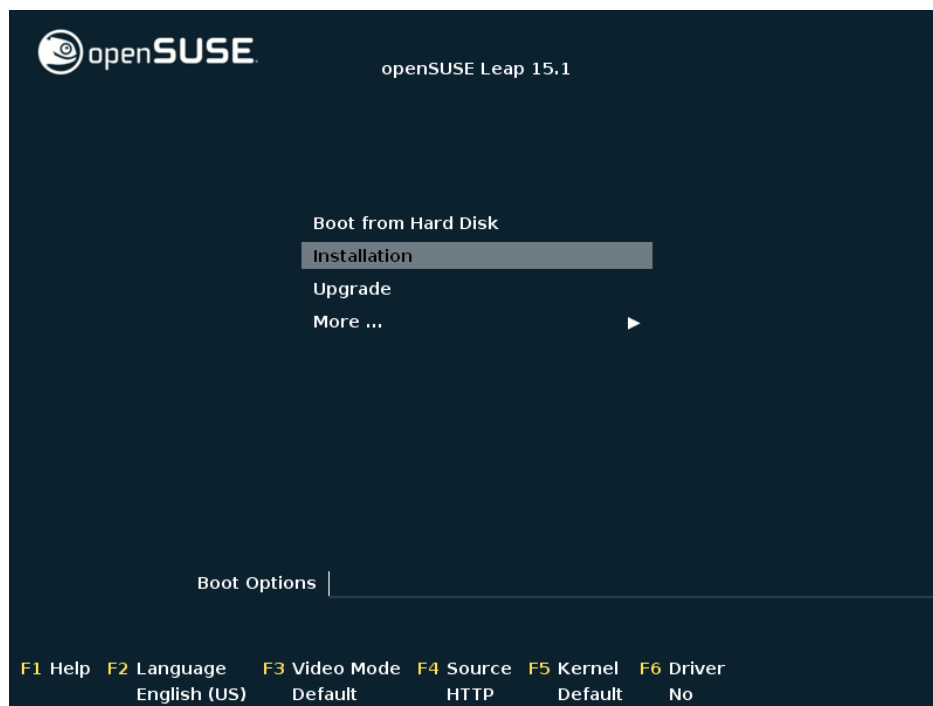 openSUSE.
openSUSE Leap 15.1
Boot from Hard Disk
Installation
Upgrade
More ...
Boot Options
F1 Help F2 Language F3 Video Mode F4 Source F5 Kernel F6 Driver
English (US) Default HTTP Default No